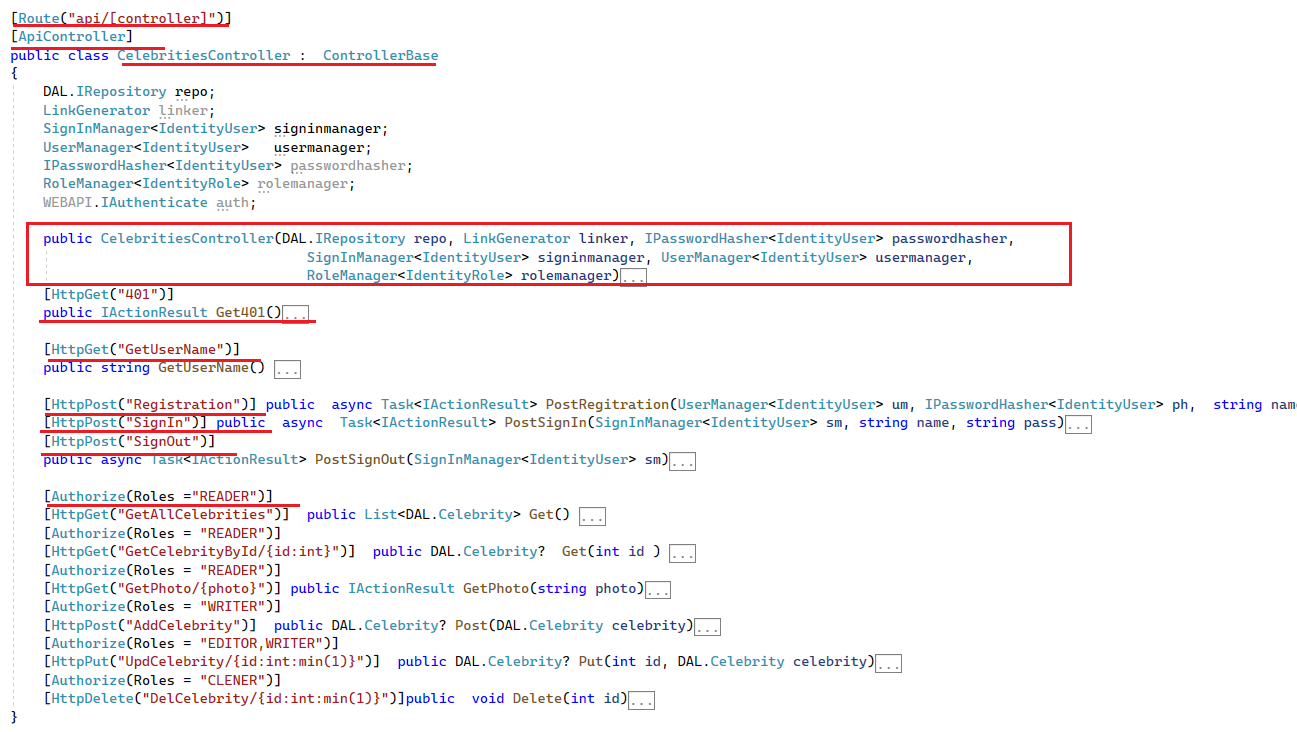 [Route("api/[controller]")]
[ApiController]
public class CelebritiesController :  ControllerBase
{
    DAL.IRepository repo;
    LinkGenerator linker;
    SignInManager<IdentityUser> signinmanager;
    UserManager<IdentityUser>   usermanager;
    IPasswordHasher<IdentityUser> passwordhasher;
    RoleManager<IdentityRole> rolemanager;
    WEBAPI.IAuthenticate auth;
    public CelebritiesController(DAL.IRepository repo, LinkGenerator linker, IPasswordHasher<IdentityUser> passwordhasher,
                                SignInManager<IdentityUser> signinmanager, UserManager<IdentityUser> usermanager,
                                RoleManager<IdentityRole> rolemanager)...
    [HttpGet("401")]
    public IActionResult Get401()...
    [HttpGet("GetUserName")]
    public string GetUserName() ...
    [HttpPost("Registration")] public  async Task<IActionResult> PostRegitration(UserManager<IdentityUser> um, IPasswordHasher<IdentityUser> ph,  string name
    [HttpPost("SignIn")] public  async  Task<IActionResult> PostSignIn(SignInManager<IdentityUser> sm, string name, string pass)...
    [HttpPost("SignOut")]
    public async Task<IActionResult> PostSignOut(SignInManager<IdentityUser> sm)...
    [Authorize(Roles ="READER")]
    [HttpGet("GetAllCelebrities")]  public List<DAL.Celebrity> Get() ...
    [Authorize(Roles = "READER")]
    [HttpGet("GetCelebrityById/{id:int}")]  public DAL.Celebrity?  Get(int id ) ...
    [Authorize(Roles = "READER")]
    [HttpGet("GetPhoto/{photo}")] public IActionResult GetPhoto(string photo)...
    [Authorize(Roles = "WRITER")]
    [HttpPost("AddCelebrity")]  public DAL.Celebrity? Post(DAL.Celebrity celebrity)...
    [Authorize(Roles = "EDITOR,WRITER")]
    [HttpPut("UpdCelebrity/{id:int:min(1)}")]  public DAL.Celebrity? Put(int id, DAL.Celebrity celebrity)...
    [Authorize(Roles = "CLENER")]
    [HttpDelete("DelCelebrity/{id:int:min(1)}")]public  void Delete(int id)...
}